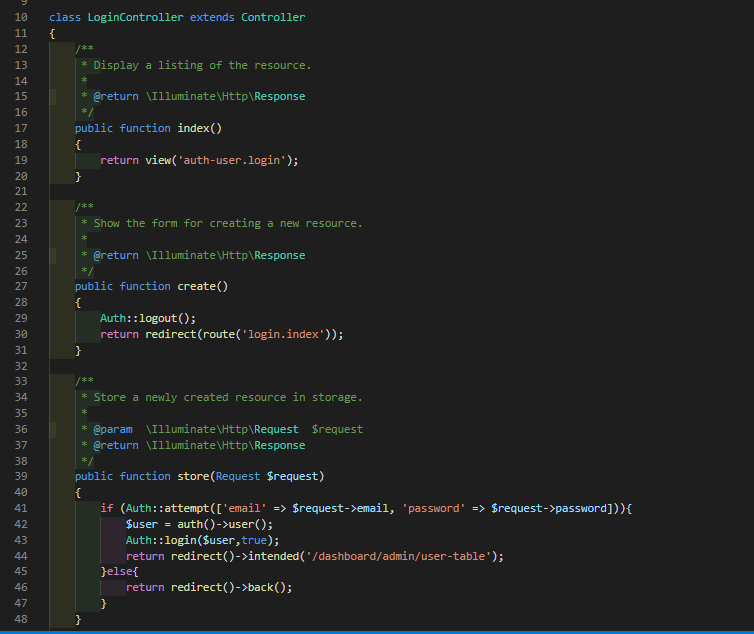 9
10 class LoginController extends Controller
11 {
12     /**
13      * Display a listing of the resource.
14      *
15      * @return \Illuminate\Http\Response
16      */
17     public function index()
18     {
19         return view('auth-user.login');
20     }
21
22     /**
23      * Show the form for creating a new resource.
24      *
25      * @return \Illuminate\Http\Response
26      */
27     public function create()
28     {
29         Auth::logout();
30         return redirect(route('login.index'));
31     }
32
33     /**
34      * Store a newly created resource in storage.
35      *
36      * @param  \Illuminate\Http\Request  $request
37      * @return \Illuminate\Http\Response
38      */
39     public function store(Request $request)
40     {
41         if (Auth::attempt(['email' => $request->email, 'password' => $request->password])){
42             $user = auth()->user();
43             Auth::login($user,true);
44             return redirect()->intended('/dashboard/admin/user-table');
45         }else{
46             return redirect()->back();
47         }
48     }